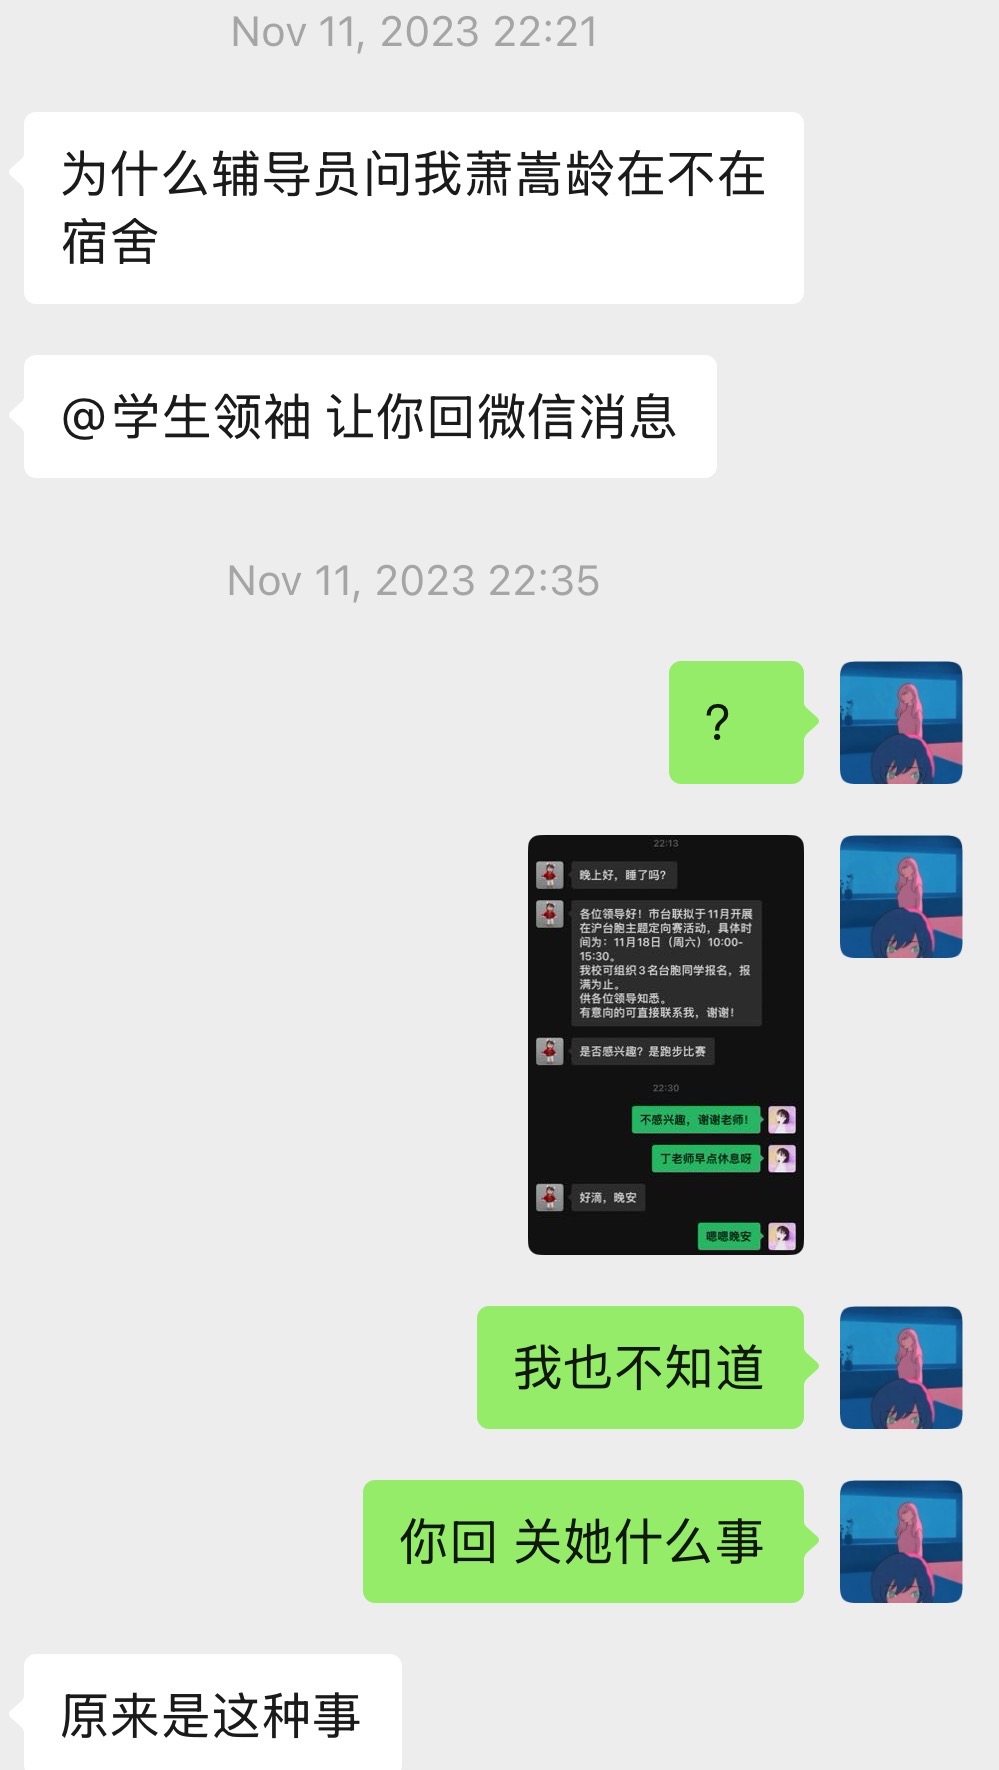 Nov 11, 2023 22:21
为什么辅导员问我萧嵩龄在不在
宿舍
@学生领袖 让你回微信消息
Nov 11, 2023 22:35
?
22:13
晚上好，睡了吗？
各位领导好！市台联拟于11月开展
在沪台胞主题定向赛活动，具体时
间为：11月18日（周六）10:00-
15:30。
我校可组织3名台胞同学报名，报
满为止。
供各位领导知悉。
有意向的可直接联系我，谢谢！
是否感兴趣？是跑步比赛
22:30
不感兴趣，谢谢老师！
丁老师早点休息呀
好滴，晚安
嗯嗯晚安
我也不知道
你回 关她什么事
原来是这种事